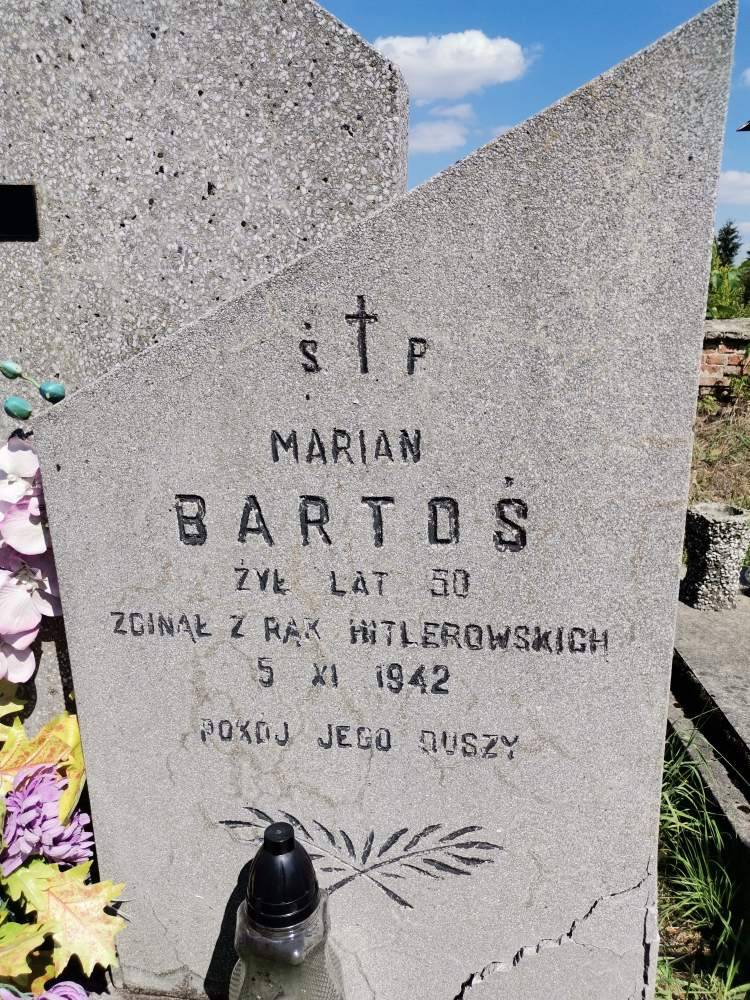 Ś P
MARIAN
BARTOŚ
ŻYŁ LAT 50
ZGINĄŁ Z RĄK HITLEROWSKICH
5 XI 1942
POKÓJ JEGO DUSZY